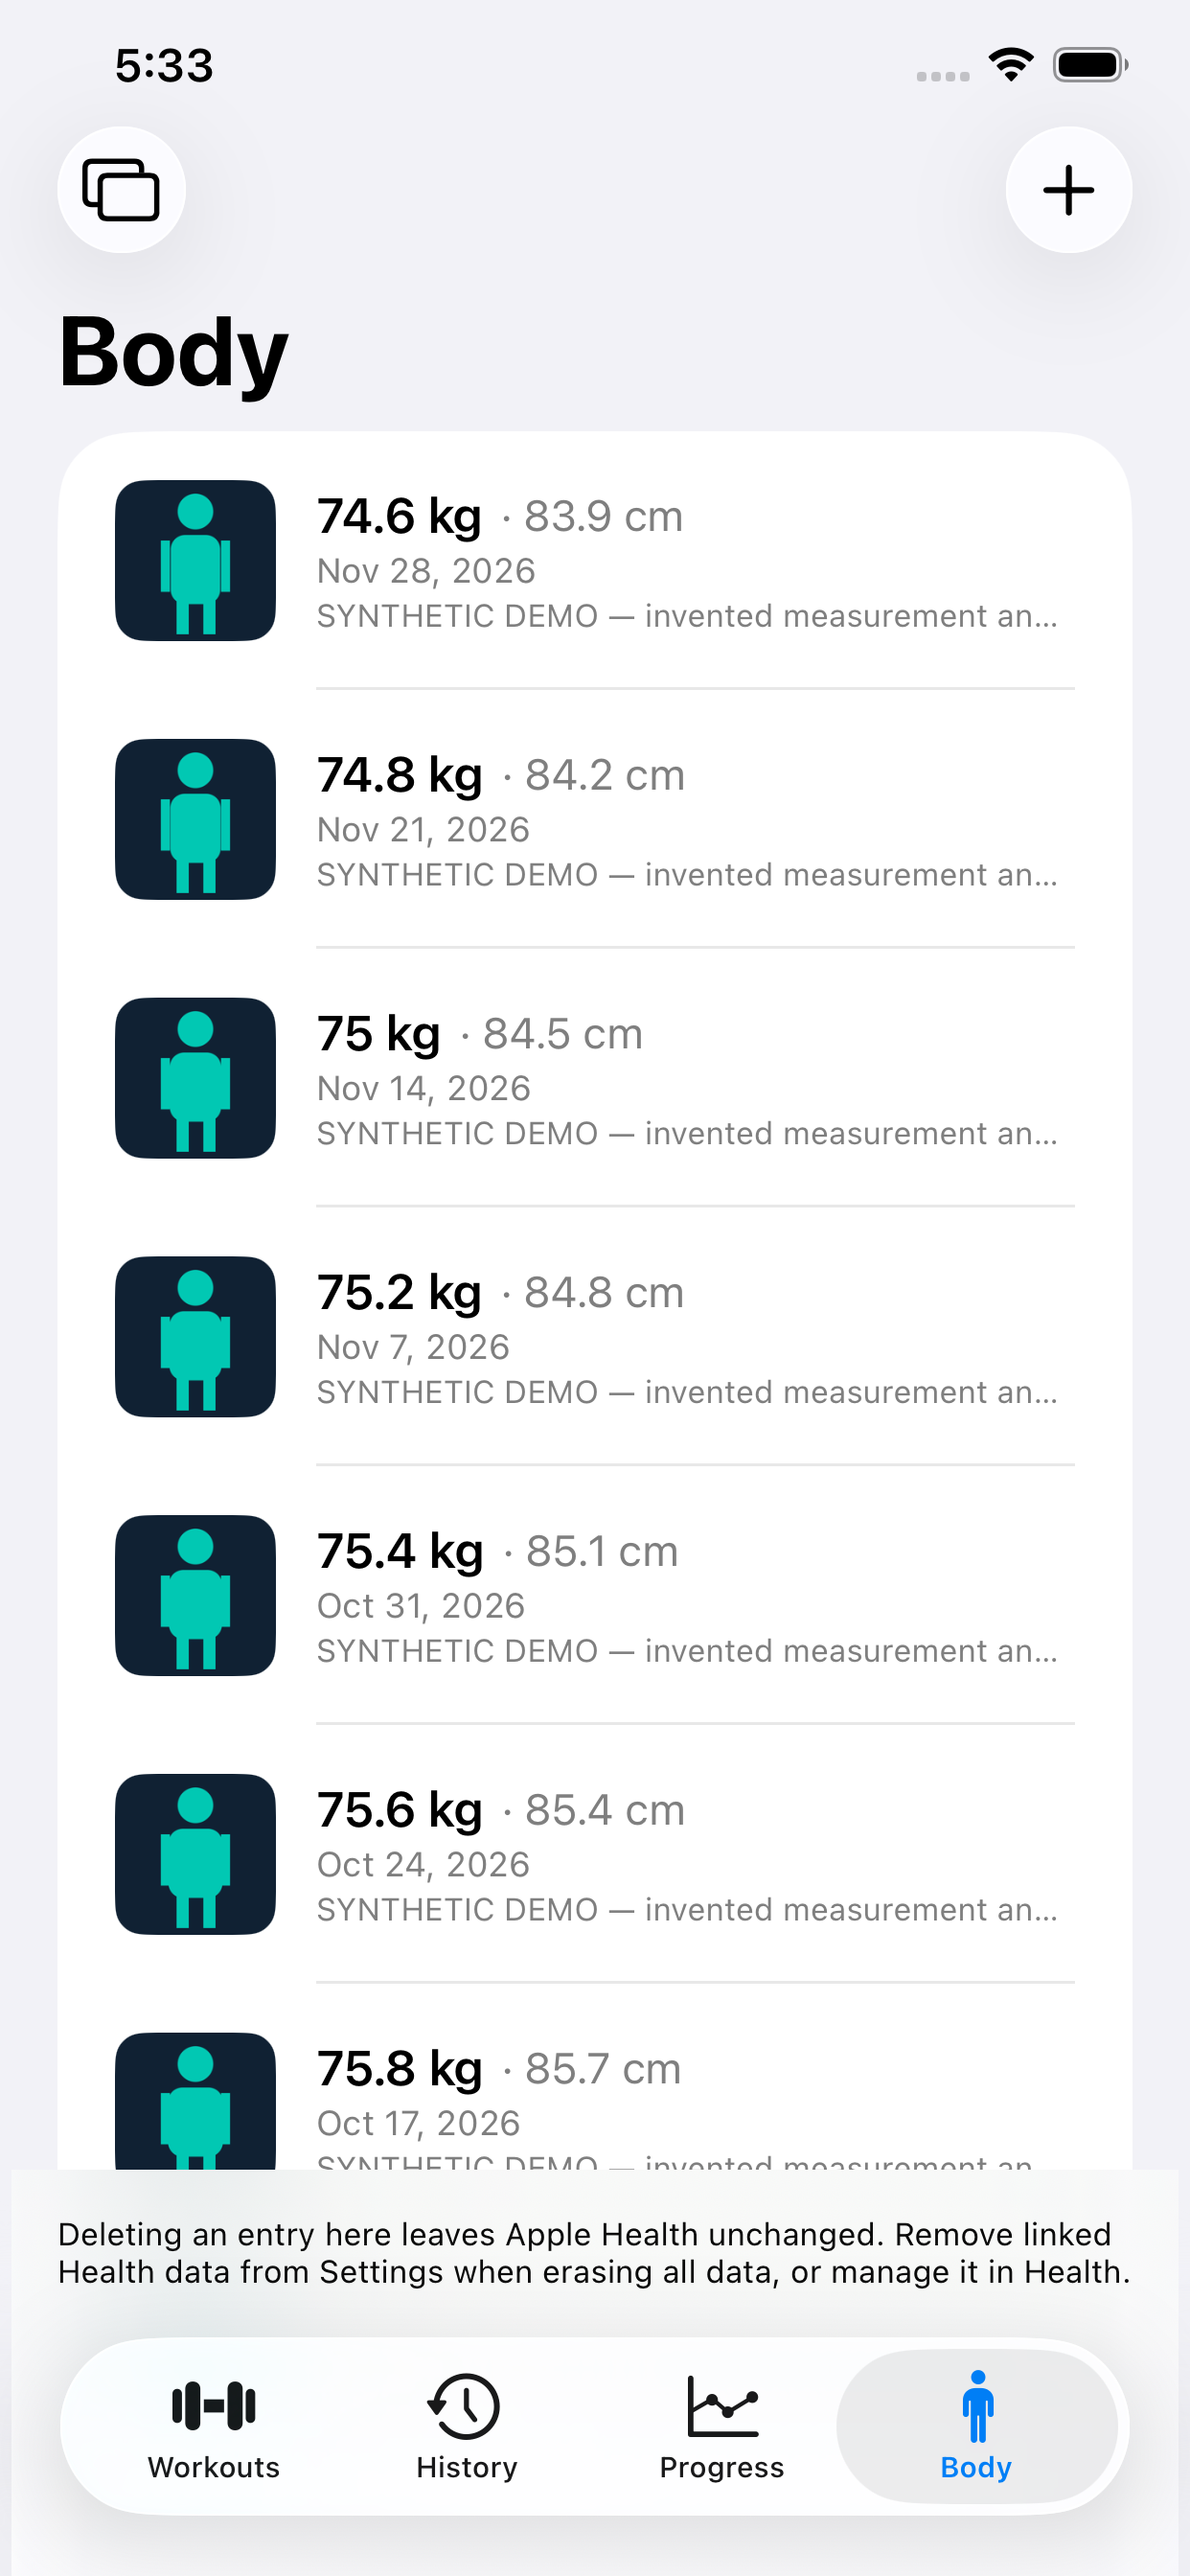 5:33
Body
74.6 kg · 83.9 cm
Nov 28, 2026
SYNTHETIC DEMO — invented measurement an...
74.8 kg · 84.2 cm
Nov 21, 2026
SYNTHETIC DEMO — invented measurement an...
75 kg · 84.5 cm
Nov 14, 2026
SYNTHETIC DEMO — invented measurement an...
75.2 kg · 84.8 cm
Nov 7, 2026
SYNTHETIC DEMO — invented measurement an...
75.4 kg · 85.1 cm
Oct 31, 2026
SYNTHETIC DEMO — invented measurement an...
75.6 kg · 85.4 cm
Oct 24, 2026
SYNTHETIC DEMO — invented measurement an...
75.8 kg · 85.7 cm
Oct 17, 2026
SYNTHETIC DEMO — invented measurement an
Deleting an entry here leaves Apple Health unchanged. Remove linked
Health data from Settings when erasing all data, or manage it in Health.
Workouts
History
Progress
Body